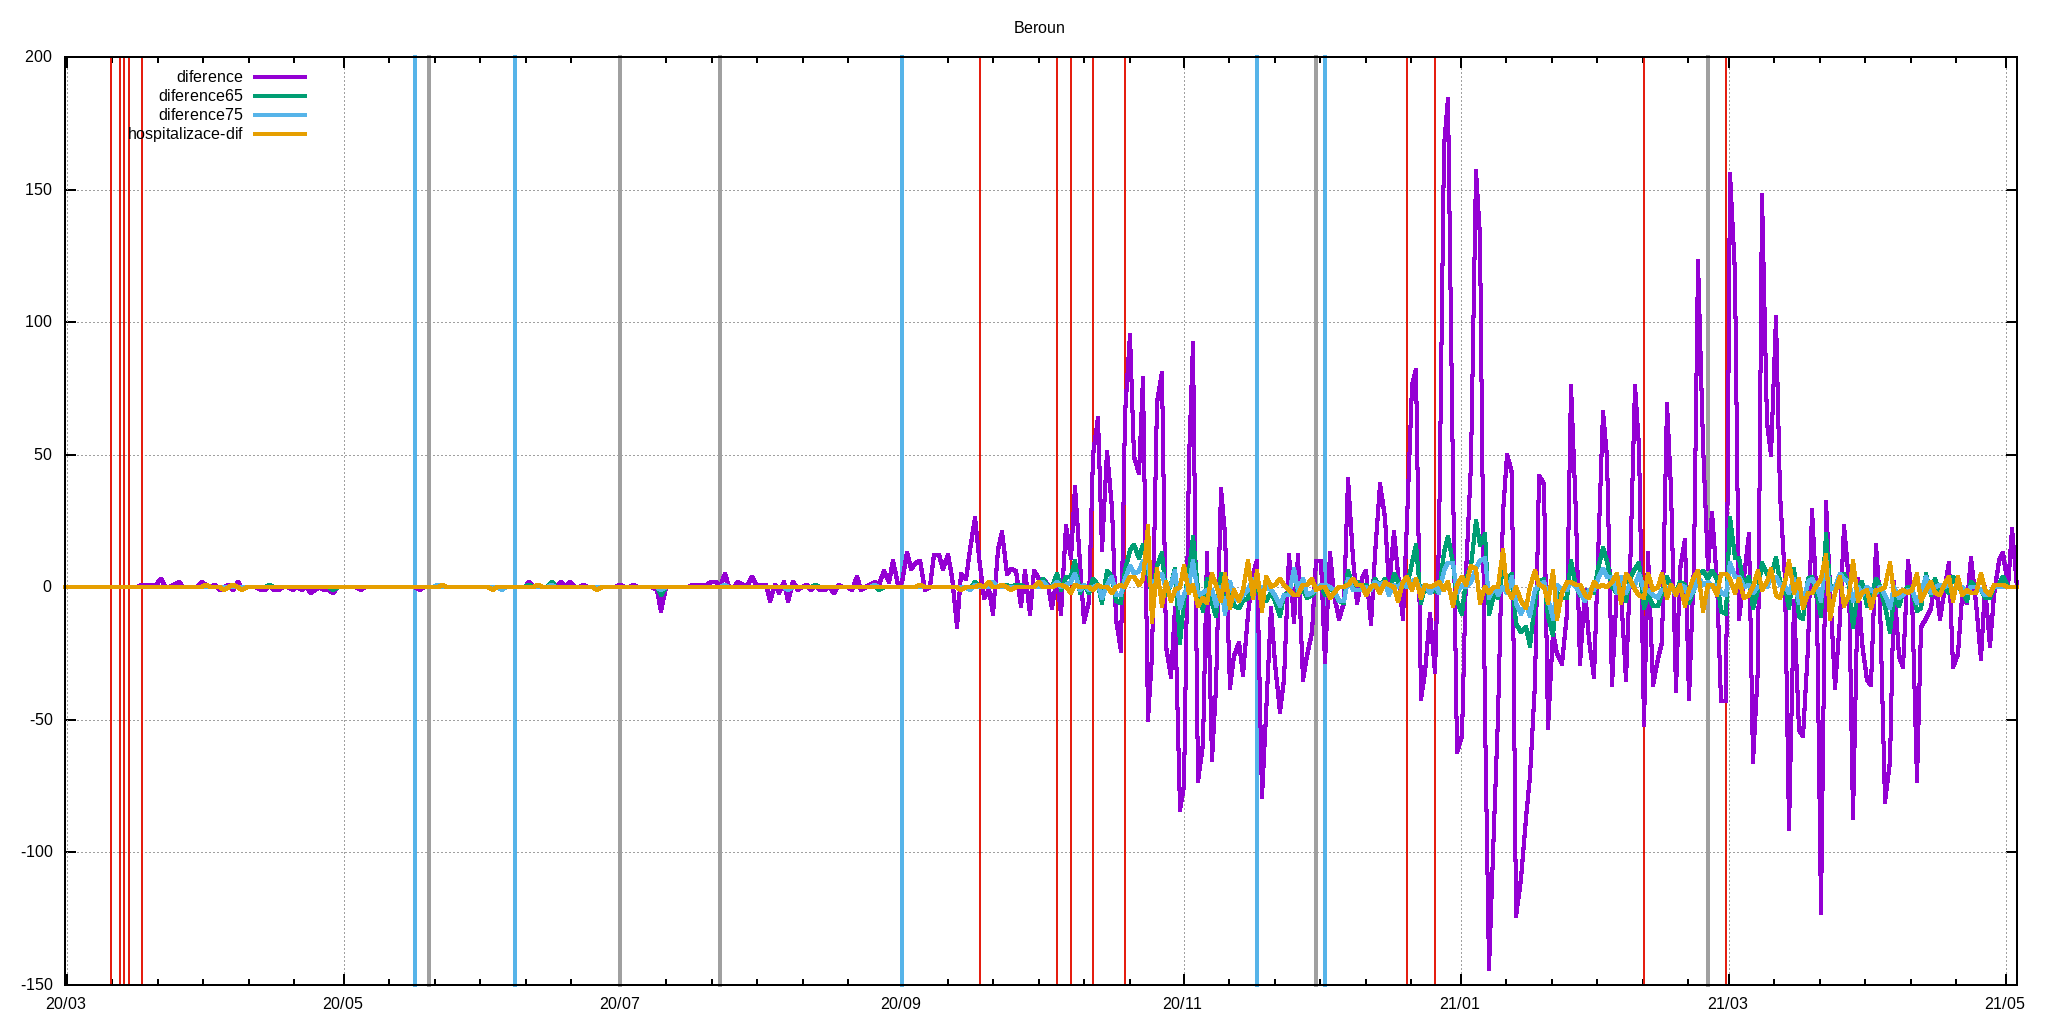 Beroun
200
150
100
50
0
-50
-100
-150
diference
diference65
diference75
hospitalizace-dif
20/03 20/05 20/07 20/09 20/11 21/01 21/03 21/05